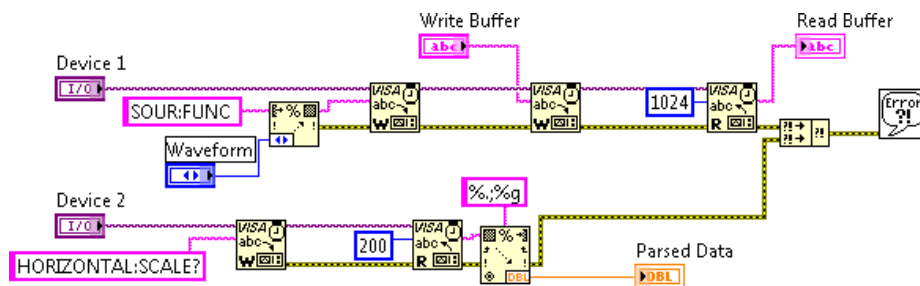 Write Buffer
Read Buffer
abc
abc
Device 1
I/O
VISA
abc
W
VISA
abc
W
1024
VISA
abc
R
SOUR:FUNC
%
Error
?!
Waveform
?!
?!
?!
Device 2
I/O
%.;%g
VISA
abc
W
200
VISA
abc
R
%
DBL
Parsed Data
DBL
HORIZONTAL:SCALE?